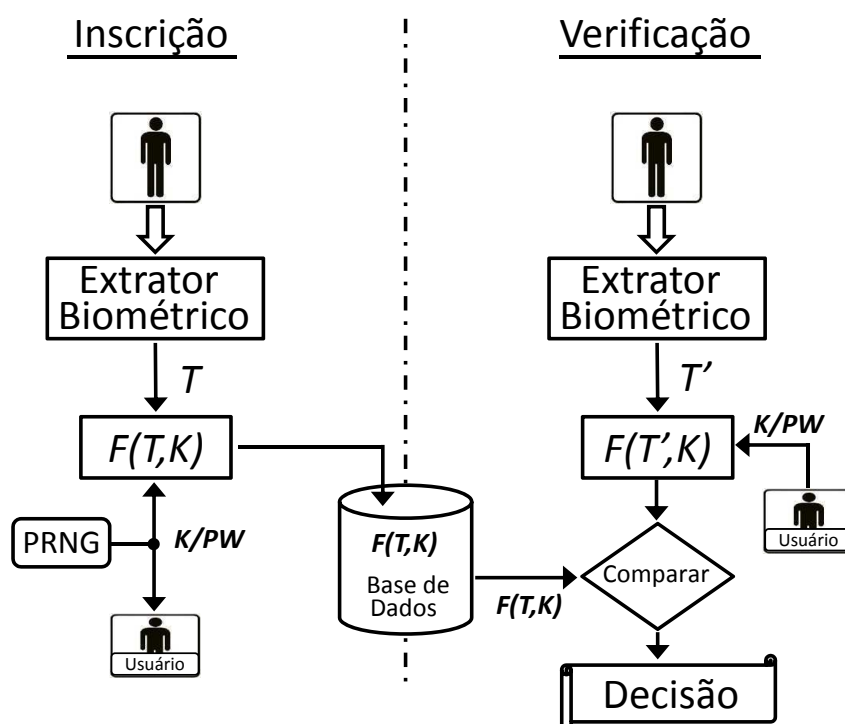 Inscrição
Extrator
Biométrico
T
F(T,K)
PRNG
K/PW
Usuário
F(T,K)
Base de
Dados
F(T,K)
Verificação
Extrator
Biométrico
T'
F(T',K)
K/PW
Usuário
Comparar
Decisão